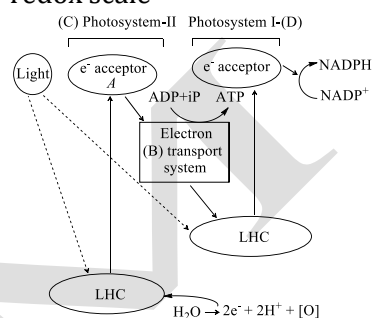 redox scale
(C) Photosystem-II Photosystem I-(D)
Light
e⁻ acceptor
A
e⁻ acceptor
NADPH
NADP⁺
ADP+iP ATP
Electron
(B) transport
system
LHC
LHC
H₂O → 2e⁻ + 2H⁺ + [O]